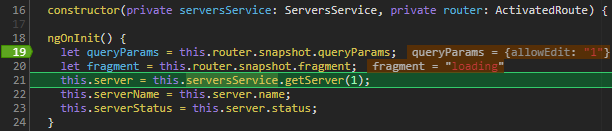 16 constructor(private serversService: ServersService, private router: ActivatedRoute) {
17
18 ngOnInit() {
19 let queryParams = this.router.snapshot.queryParams; queryParams = {allowEdit: "1"}
20 let fragment = this.router.snapshot.fragment; fragment = "loading"
21 this.server = this.serversService.getServer(1);
22 this.serverName = this.server.name;
23 this.serverStatus = this.server.status;
24 }